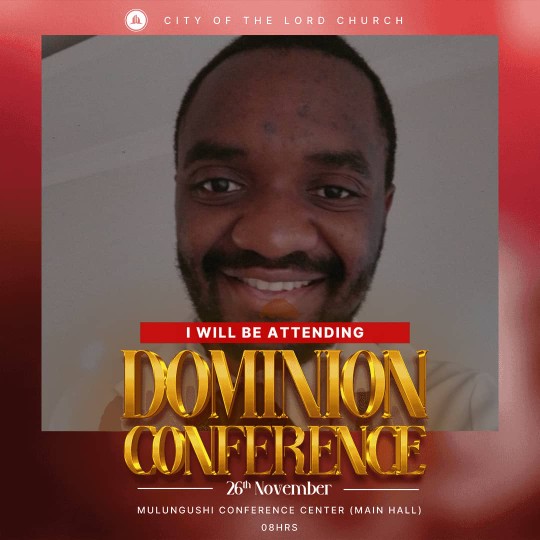 CITY OF THE LORD CHURCH
I WILL BE ATTENDING
DOMINION
CONFERENCE
26th November
MULUNGUSHI CONFERENCE CENTER (MAIN HALL)
08HRS